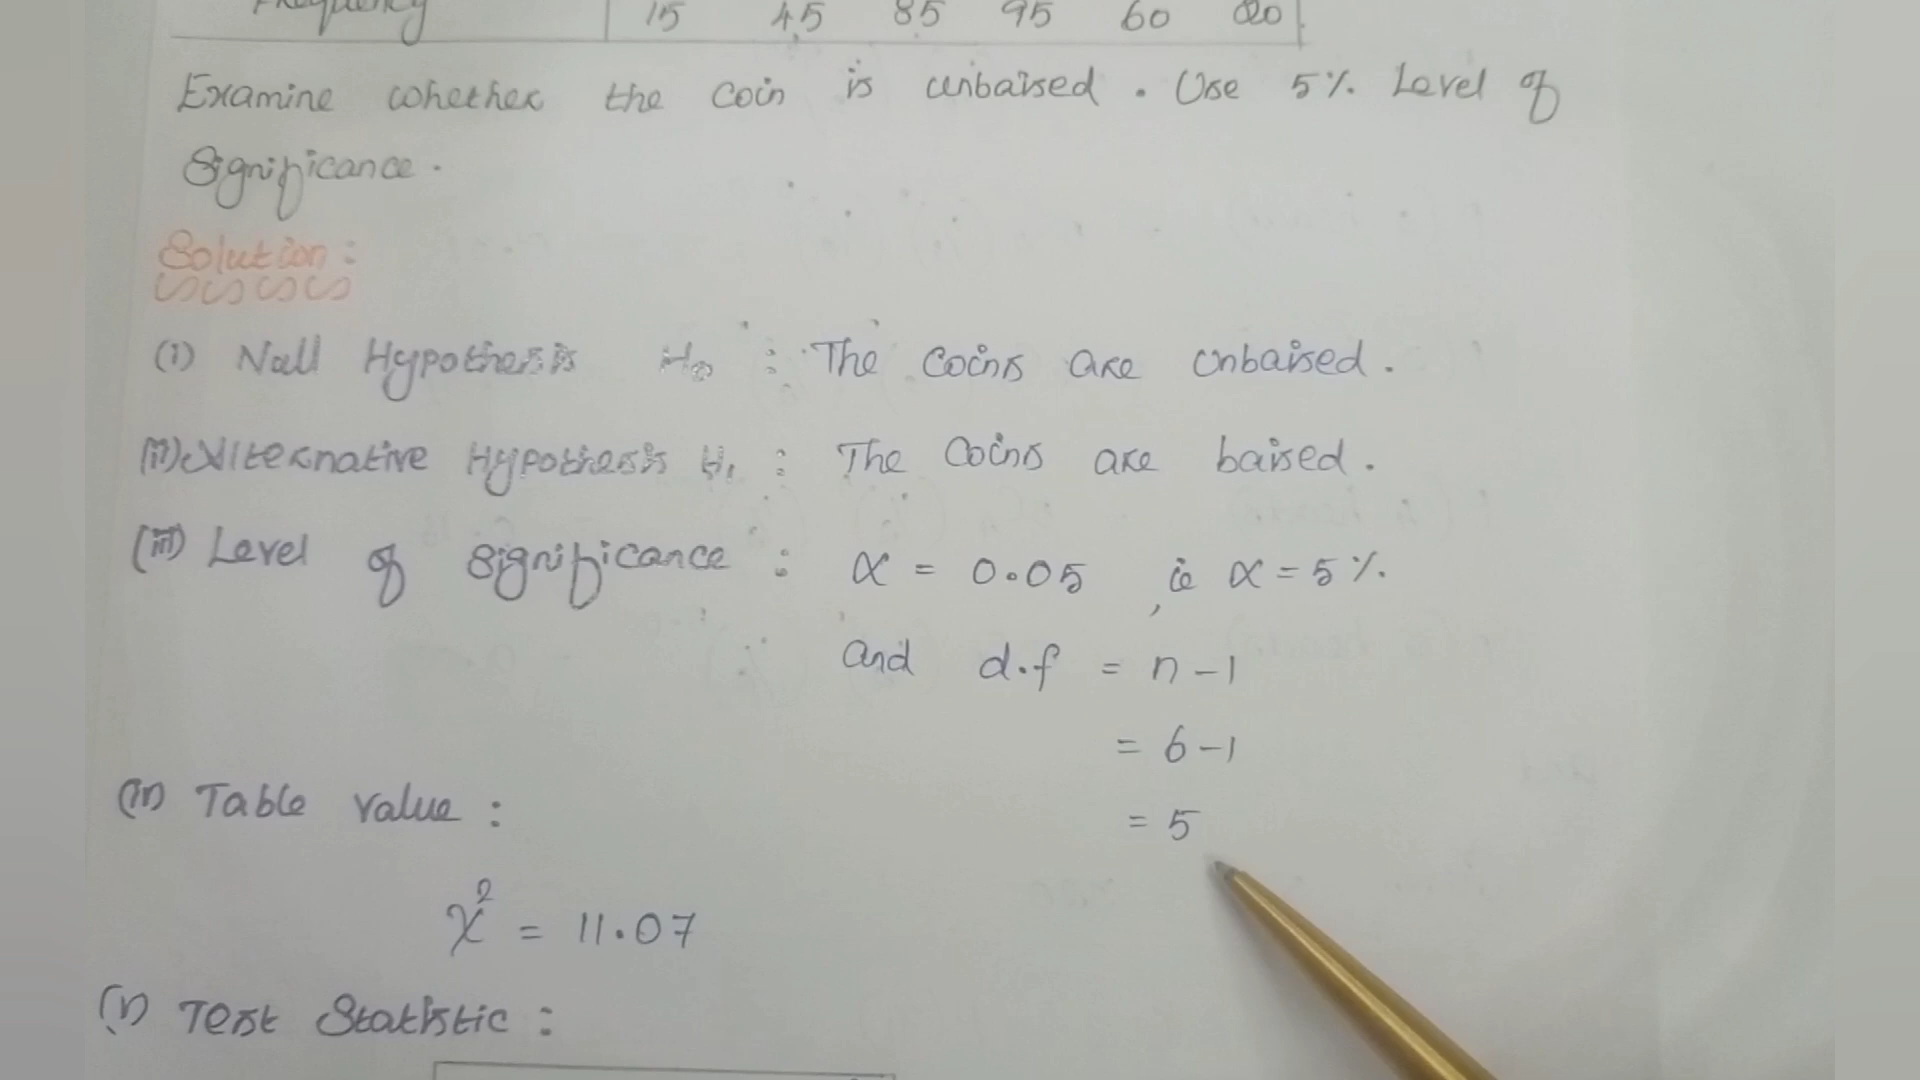 Frequency 15 45 85 95 60 20
Examine whether the coin is unbaised. Use 5% Level of
Significance.
Solution:
(i) Null Hypothesis H₀ : The Coins are unbaised.
(ii) Alternative Hypothesis H₁ : The Coins are baised.
(iii) Level of Significance : α = 0.05, ie α = 5%.
and d.f = n-1
= 6-1
= 5
(iv) Table value :
χ² = 11.07
(v) Test Statistic :